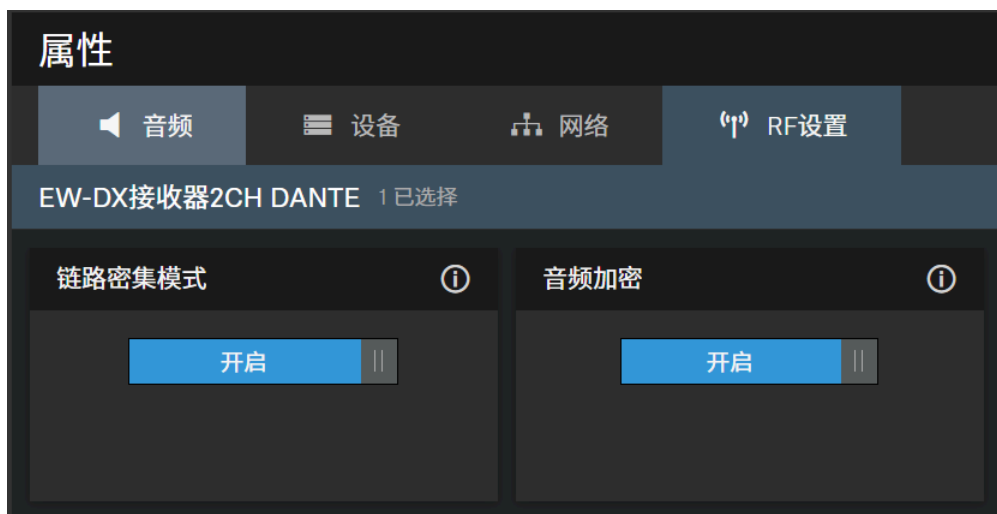 属性
音频 设备 网络 RF设置
EW-DX接收器2CH DANTE 1已选择
链路密集模式 音频加密
开启 开启